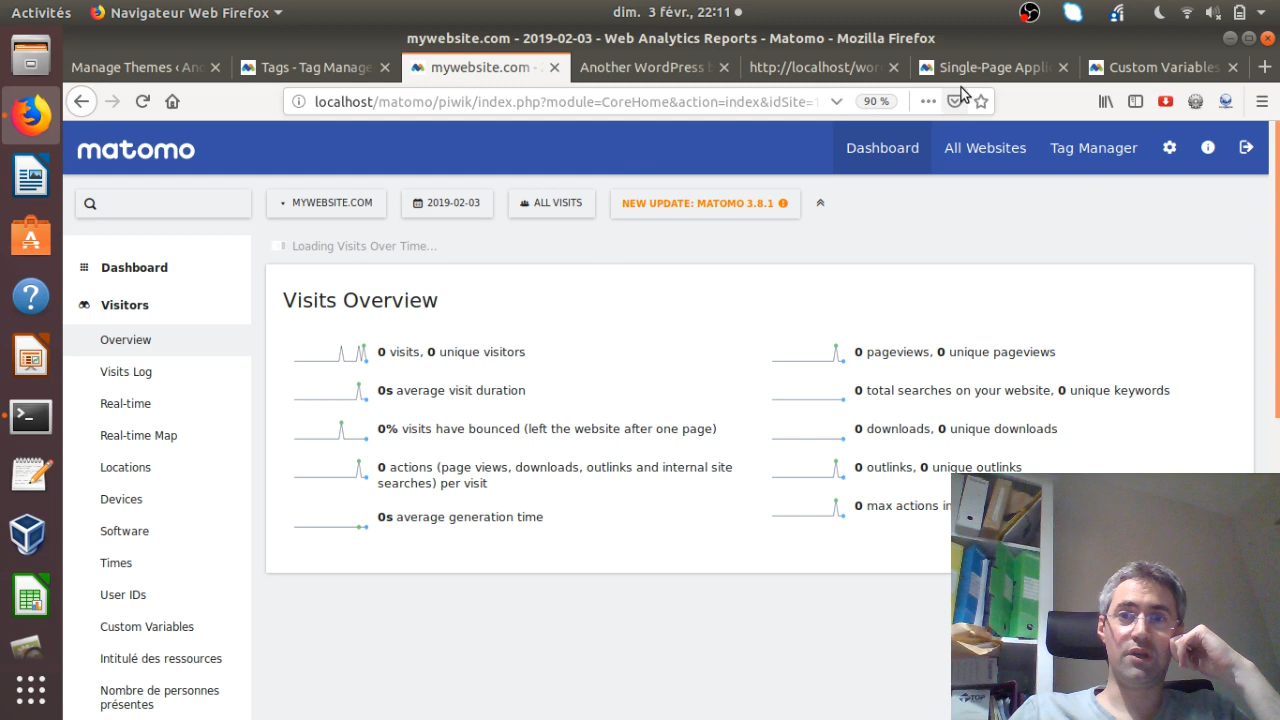 Activités
Navigateur Web Firefox
dim. 3 févr., 22:11
mywebsite.com - 2019-02-03 - Web Analytics Reports - Matomo - Mozilla Firefox
Manage Themes ‹ Ano
Tags - Tag Manage
mywebsite.com -
Another WordPress b
http://localhost/wor
Single-Page Appli
Custom Variables
localhost/matomo/piwik/index.php?module=CoreHome&action=index&idSite=
90 %
matomo
Dashboard
All Websites
Tag Manager
MYWEBSITE.COM
2019-02-03
ALL VISITS
NEW UPDATE: MATOMO 3.8.1
Loading Visits Over Time...
Dashboard
Visitors
Overview
Visits Log
Real-time
Real-time Map
Locations
Devices
Software
Times
User IDs
Custom Variables
Intitulé des ressources
Nombre de personnes
présentes
Visits Overview
0 visits, 0 unique visitors
0s average visit duration
0% visits have bounced (left the website after one page)
0 actions (page views, downloads, outlinks and internal site
searches) per visit
0s average generation time
0 pageviews, 0 unique pageviews
0 total searches on your website, 0 unique keywords
0 downloads, 0 unique downloads
0 outlinks, 0 unique outlinks
0 max actions in